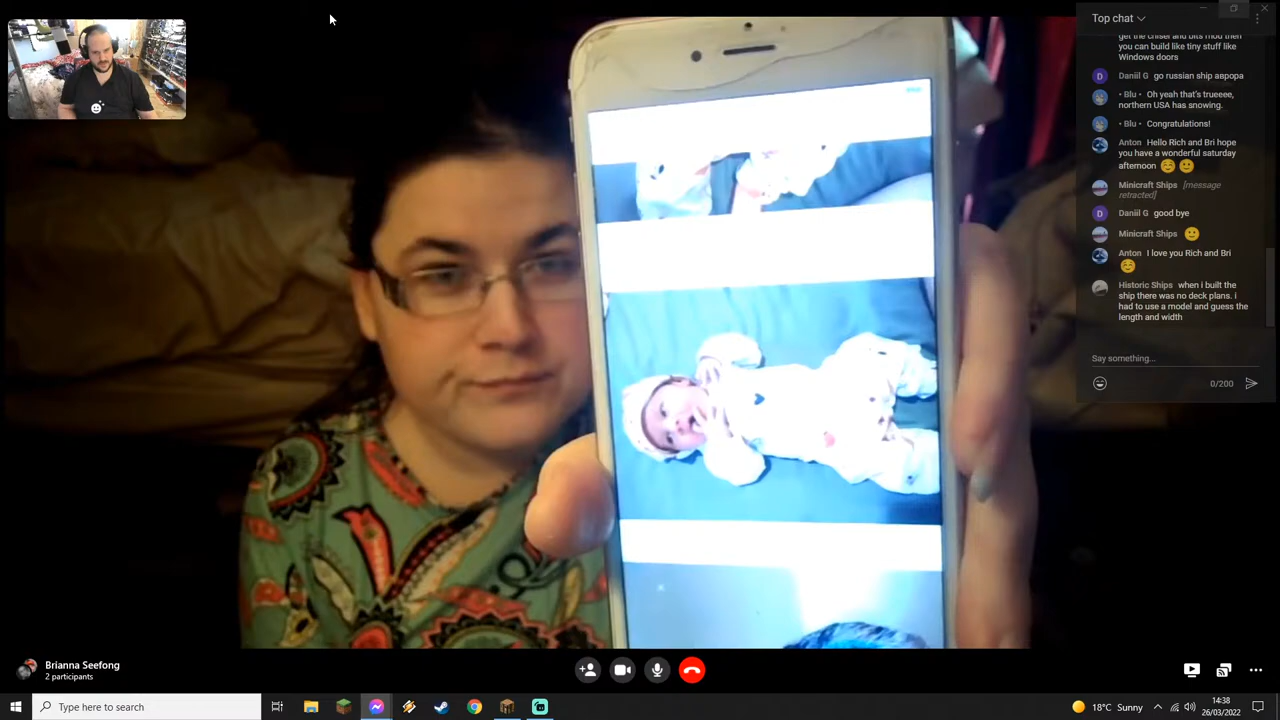 Top chat
get the chisel and bits mod then
you can build like tiny stuff like
Windows doors
Daniil G go russian ship аврора
• Blu • Oh yeah that's trueeee,
northern USA has snowing.
• Blu • Congratulations!
Anton Hello Rich and Bri hope
you have a wonderful saturday
afternoon
Minicraft Ships [message
retracted]
Daniil G good bye
Minicraft Ships
Anton I love you Rich and Bri
Historic Ships when i built the
ship there was no deck plans. i
had to use a model and guess the
length and width
Say something...
0/200
Brianna Seefong
2 participants
Type here to search
18°C Sunny
14:38
26/03/2022